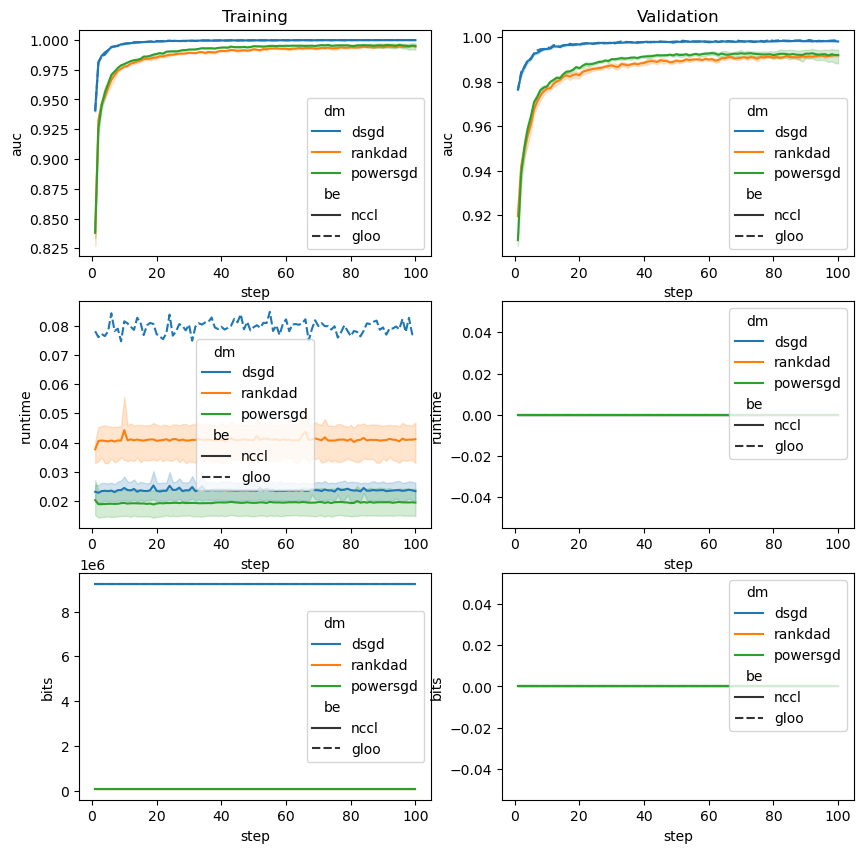 Training
1.000
0.975
0.950
0.925
0.900
0.875
0.850
0.825
auc
dm
dsgd
rankdad
powersgd
be
nccl
gloo
0 20 40 60 80 100
step
Validation
1.00
0.98
0.96
0.94
0.92
auc
dm
dsgd
rankdad
powersgd
be
nccl
gloo
0 20 40 60 80 100
step
0.08
0.07
0.06
0.05
0.04
0.03
0.02
runtime
dm
dsgd
rankdad
powersgd
be
nccl
gloo
0 20 40 60 80 100
step
0.04
0.02
0.00
−0.02
−0.04
runtime
dm
dsgd
rankdad
powersgd
be
nccl
gloo
0 20 40 60 80 100
step
1e6
8
6
4
2
0
bits
dm
dsgd
rankdad
powersgd
be
nccl
gloo
0 20 40 60 80 100
step
0.04
0.02
0.00
−0.02
−0.04
bits
dm
dsgd
rankdad
powersgd
be
nccl
gloo
0 20 40 60 80 100
step